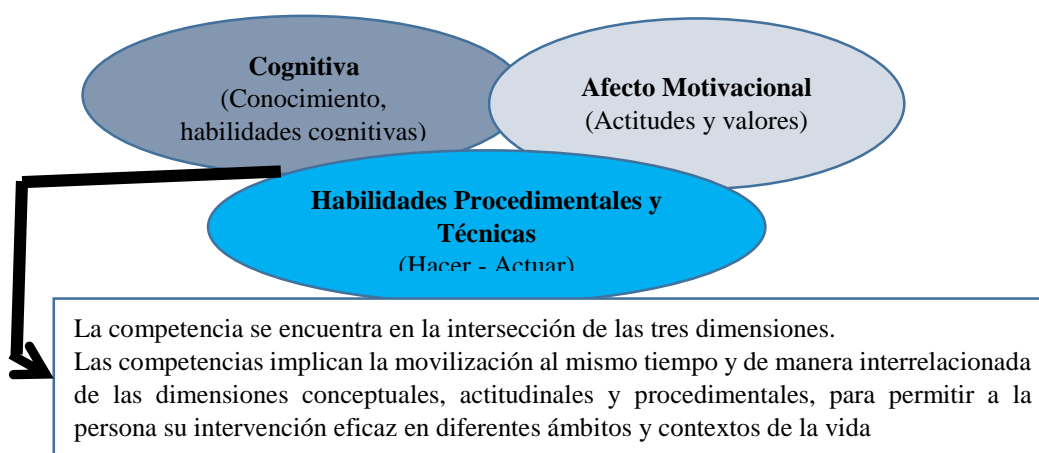 Cognitiva
(Conocimiento,
habilidades cognitivas)
Afecto Motivacional
(Actitudes y valores)
Habilidades Procedimentales y
Técnicas
(Hacer - Actuar)
La competencia se encuentra en la intersección de las tres dimensiones.
Las competencias implican la movilización al mismo tiempo y de manera interrelacionada
de las dimensiones conceptuales, actitudinales y procedimentales, para permitir a la
persona su intervención eficaz en diferentes ámbitos y contextos de la vida